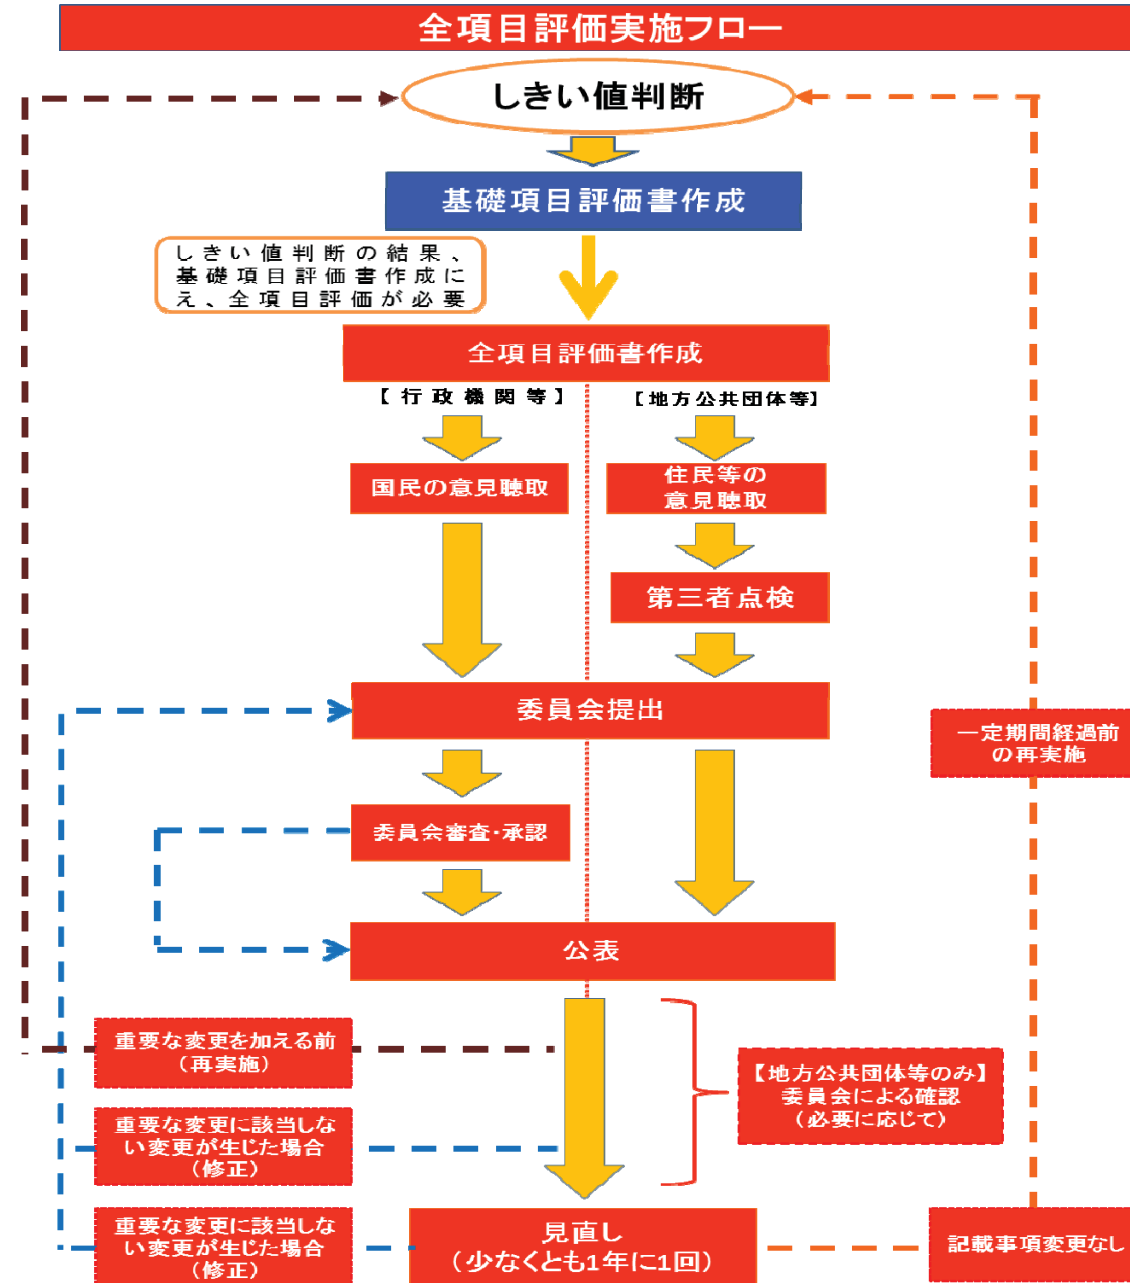 全項目評価実施フロー
しきい値判断
基礎項目評価書作成
しきい値判断の結果、
基礎項目評価書作成に
え、全項目評価が必要
全項目評価書作成
【行政機関等】
【地方公共団体等】
国民の意見聴取
住民等の
意見聴取
第三者点検
委員会提出
一定期間経過前
の再実施
委員会審査・承認
公表
重要な変更を加える前
（再実施）
【地方公共団体等のみ】
委員会による確認
（必要に応じて）
重要な変更に該当しな
い変更が生じた場合
（修正）
重要な変更に該当しな
い変更が生じた場合
（修正）
見直し
（少なくとも1年に1回）
記載事項変更なし